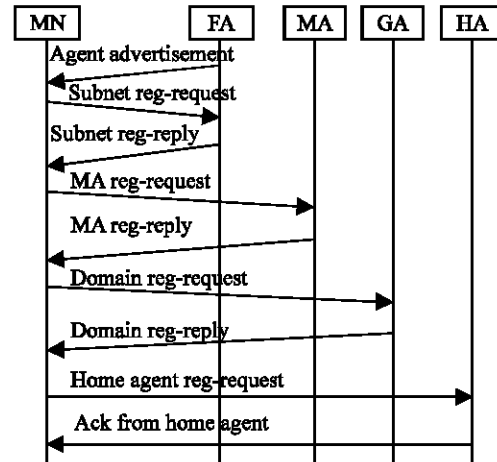 MN FA MA GA HA
Agent advertisement
Subnet reg-request
Subnet reg-reply
MA reg-request
MA reg-reply
Domain reg-request
Domain reg-reply
Home agent reg-request
Ack from home agent